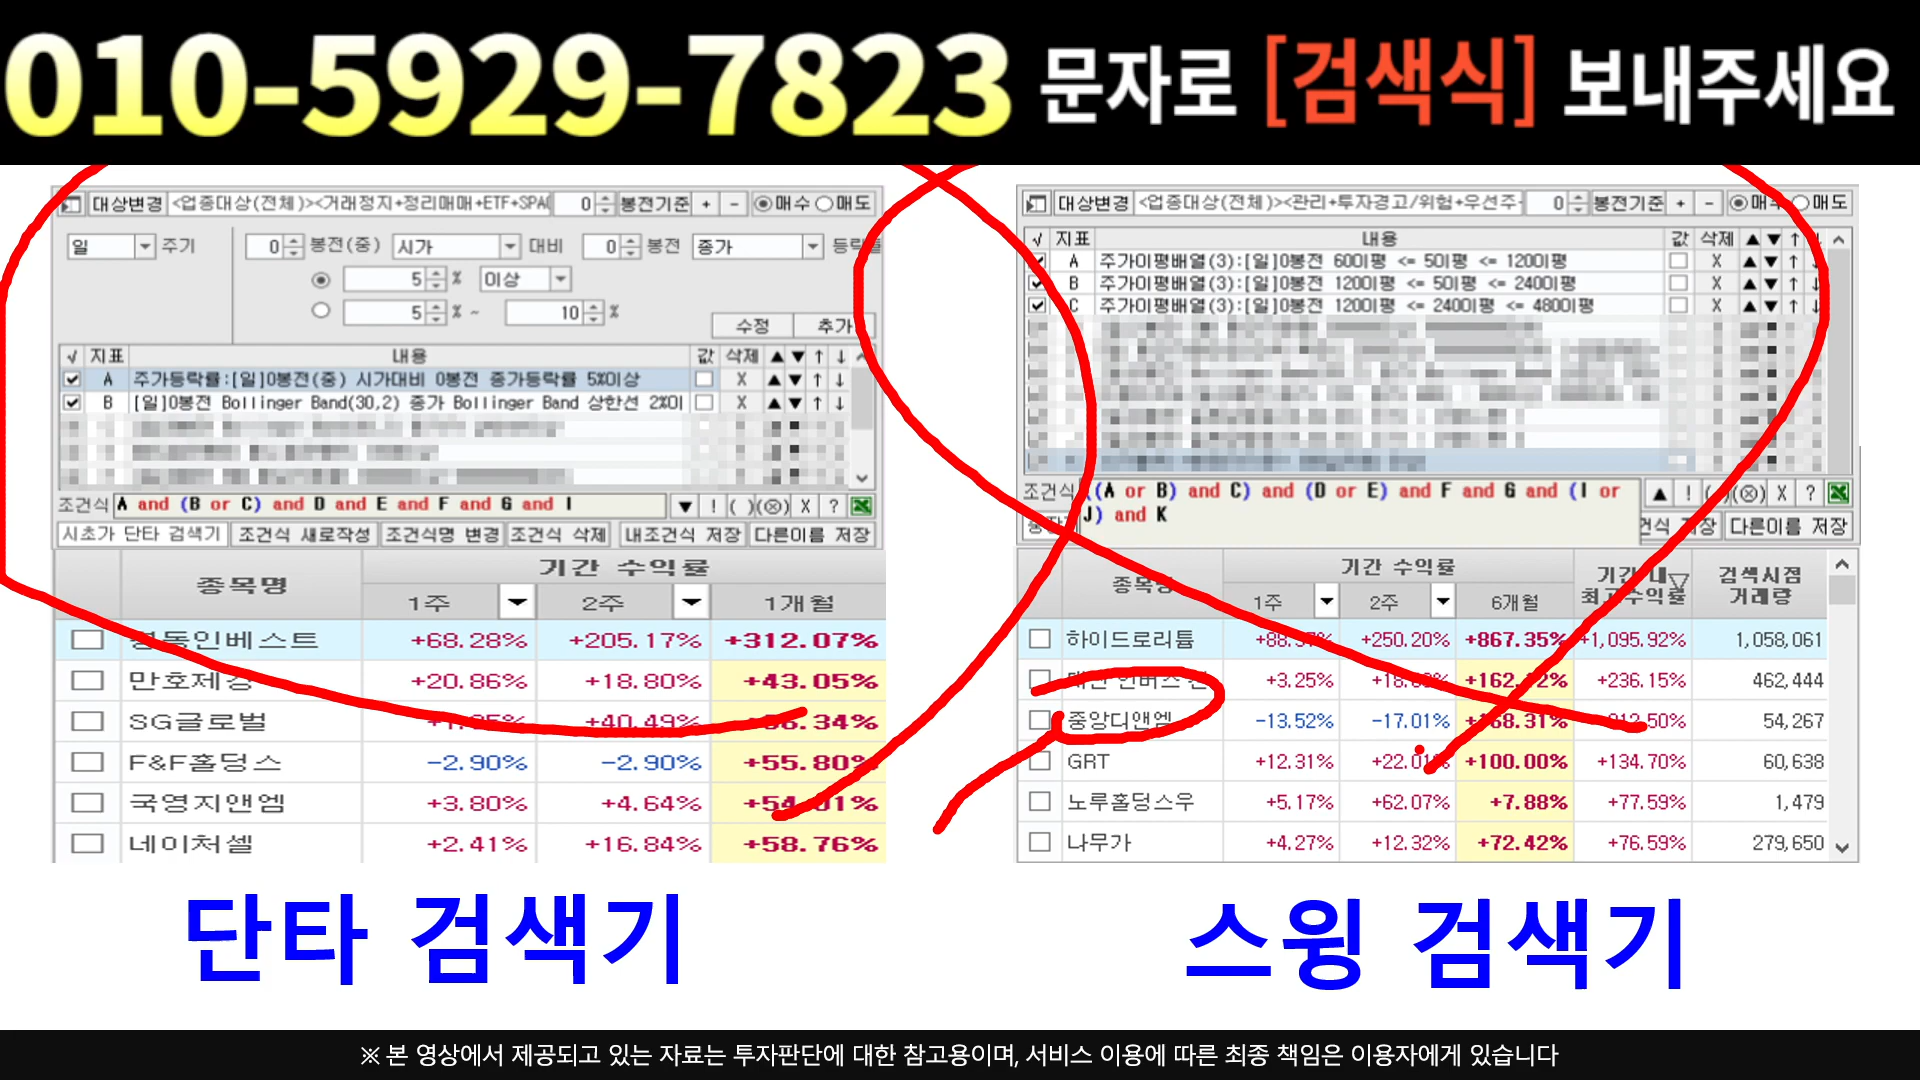 010-5929-7823 문자로 [검색식] 보내주세요
대상변경 <업종대상(전체)><거래정지+정리매매+ETF+SPA 0 봉전기준 + - 매수 매도
일 주기 0 봉전(중) 시가 대비 0 봉전 종가
5 % 이상
5 % ~ 10 %
수정 추가
√ 지표 내용 값 삭제 ▲ ▼ ↑ ↓
A 주가등락률:[일]0봉전(중) 시가대비 0봉전 종가등락률 5%이상 X ▲ ▼ ↑ ↓
B [일]0봉전 Bollinger Band(30,2) 종가 Bollinger Band 상한선 2%이 X ▲ ▼ ↑ ↓
조건식 A and (B or C) and D and E and F and G and I ▼ ! ( ) (⊗) X ?
시초가 단타 검색기 조건식 새로작성 조건식명 변경 조건식 삭제 내조건식 저장 다른이름 저장
종목명 기간 수익률
1주 2주 1개월
+68.28% +205.17% +312.07%
만호제강 +20.86% +18.80% +43.05%
SG글로벌 +40.49%
F&F홀딩스 -2.90% -2.90% +55.80%
국영지앤엠 +3.80% +4.64%
네이처셀 +2.41% +16.84% +58.76%
단타 검색기
대상변경 <업종대상(전체)><관리+투자경고/위험+우선주+ 0 봉전기준 + - 매수 매도
√ 지표 내용 값 삭제 ▲ ▼ ↑ ↓
A 주가이평배열(3):[일]0봉전 60이평 <= 5이평 <= 120이평 X ▲ ▼ ↑ ↓
B 주가이평배열(3):[일]0봉전 120이평 <= 5이평 <= 240이평 X ▲ ▼ ↑ ↓
C 주가이평배열(3):[일]0봉전 120이평 <= 240이평 <= 480이평 X ▲ ▼ ↑ ↓
조건식 ((A or B) and C) and (D or E) and F and G and (I or ▲ ! ( ) (⊗) X ?
J) and K 저장 다른이름 저장
종목명 기간 수익률 기간 내 최고수익률 검색시점 거래량
1주 2주 6개월
하이드로리튬 +250.20% +867.35% +1,095.92% 1,058,061
+3.25% +236.15% 462,444
중앙디앤엠 -13.52% -17.01% 54,267
GRT +12.31% +100.00% +134.70% 60,638
노루홀딩스우 +5.17% +62.07% +7.88% +77.59% 1,479
나무가 +4.27% +12.32% +72.42% +76.59% 279,650
스윙 검색기
※ 본 영상에서 제공되고 있는 자료는 투자판단에 대한 참고용이며, 서비스 이용에 따른 최종 책임은 이용자에게 있습니다